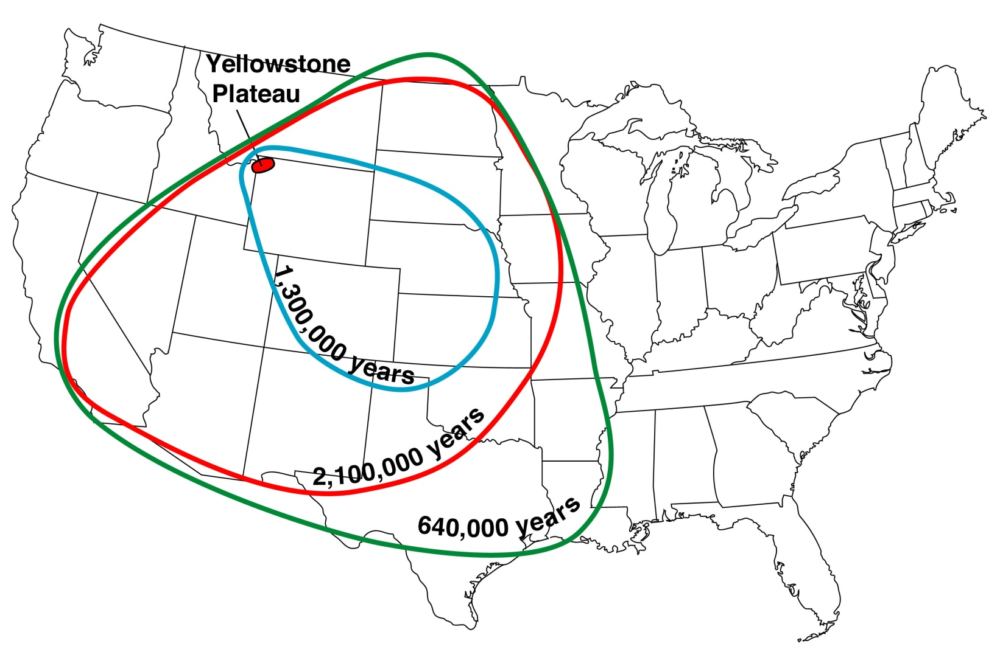 Yellowstone
Plateau
1,300,000 years
2,100,000 years
640,000 years